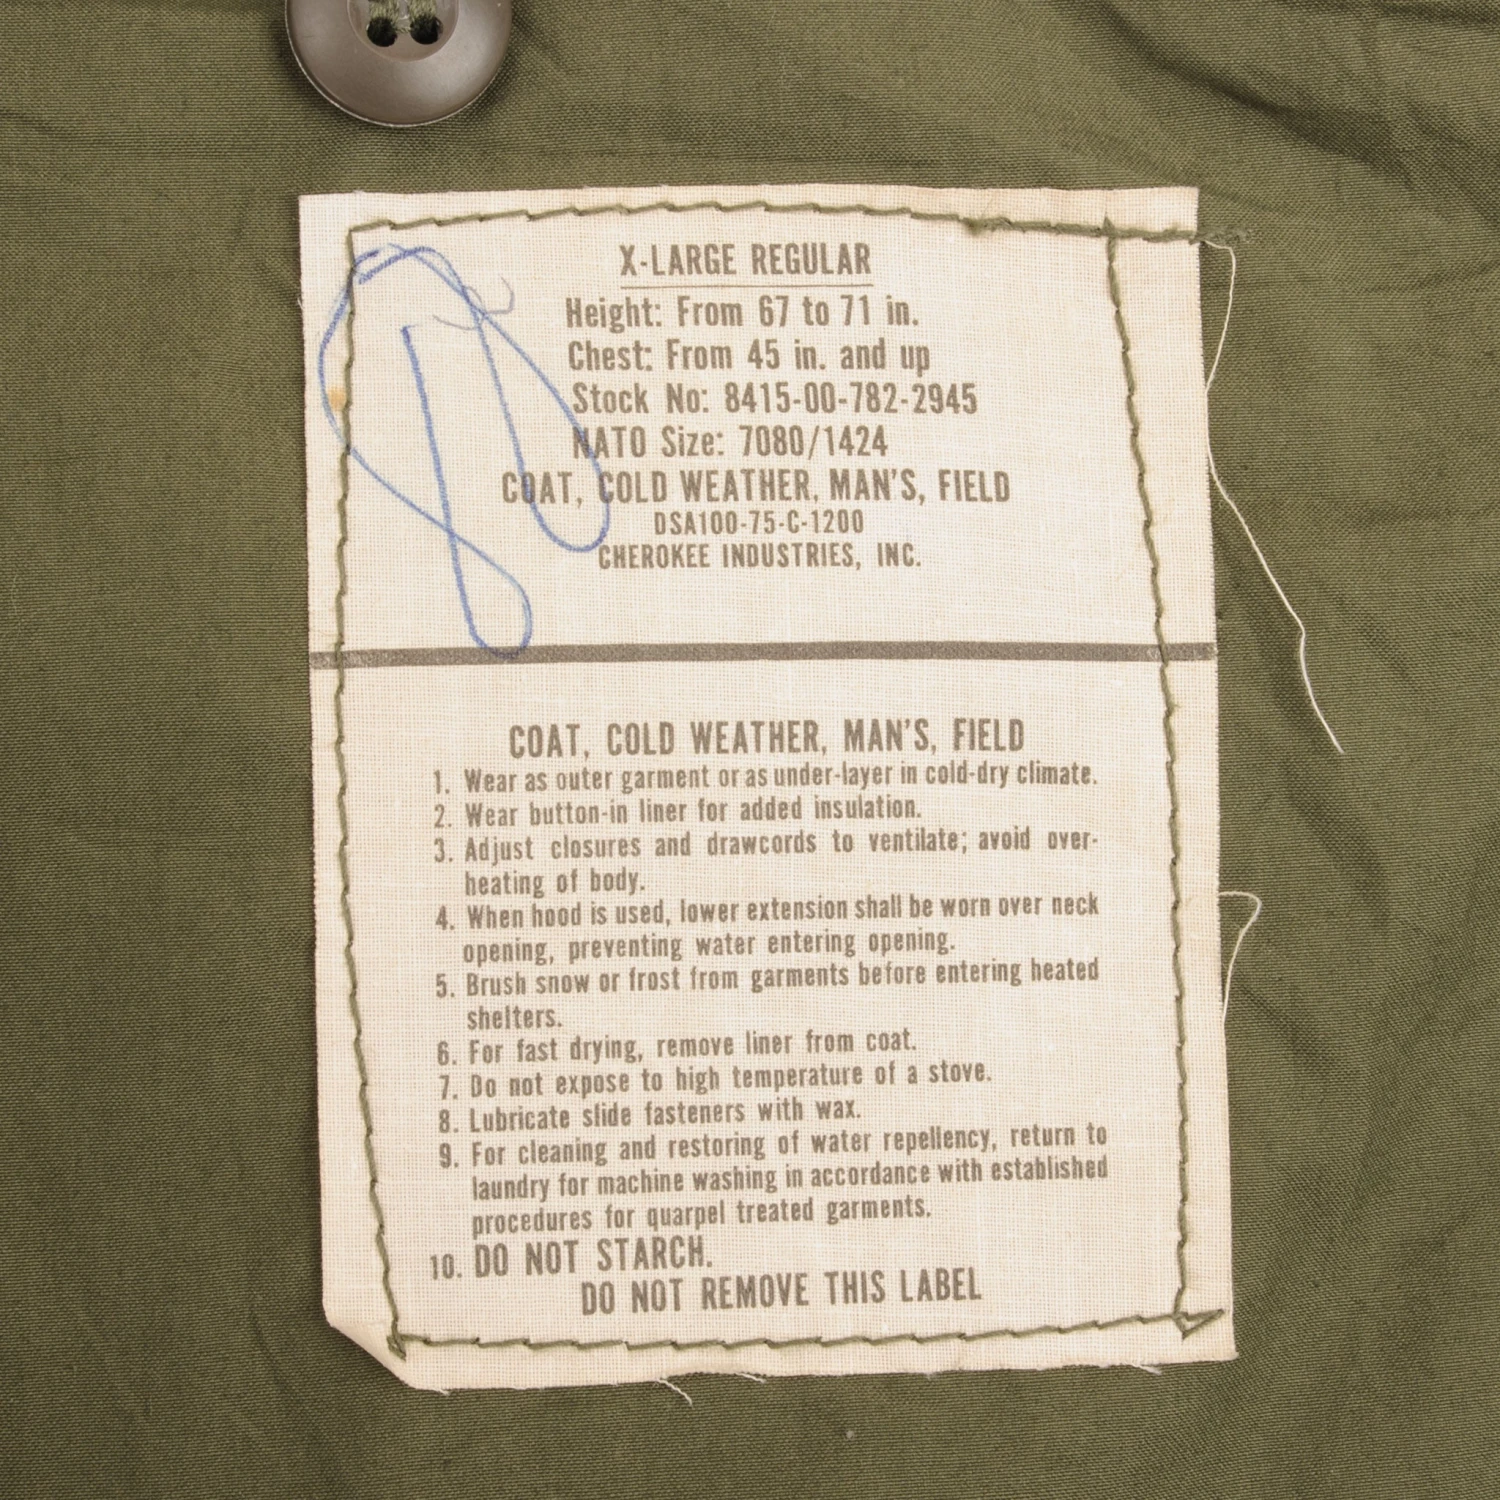 X-LARGE REGULAR
Height: From 67 to 71 in.
Chest: From 45 in. and up
Stock No: 8415-00-782-2945
NATO Size: 7080/1424
COAT, COLD WEATHER, MAN'S, FIELD
DSA100-75-C-1200
CHEROKEE INDUSTRIES, INC.
COAT, COLD WEATHER, MAN'S, FIELD
1. Wear as outer garment or as under-layer in cold-dry climate.
2. Wear button-in liner for added insulation.
3. Adjust closures and drawcords to ventilate; avoid over-
heating of body.
4. When hood is used, lower extension shall be worn over neck
opening, preventing water entering opening.
5. Brush snow or frost from garments before entering heated
shelters.
6. For fast drying, remove liner from coat.
7. Do not expose to high temperature of a stove.
8. Lubricate slide fasteners with wax.
9. For cleaning and restoring of water repellency, return to
laundry for machine washing in accordance with established
procedures for quarpel treated garments.
10. DO NOT STARCH.
DO NOT REMOVE THIS LABEL